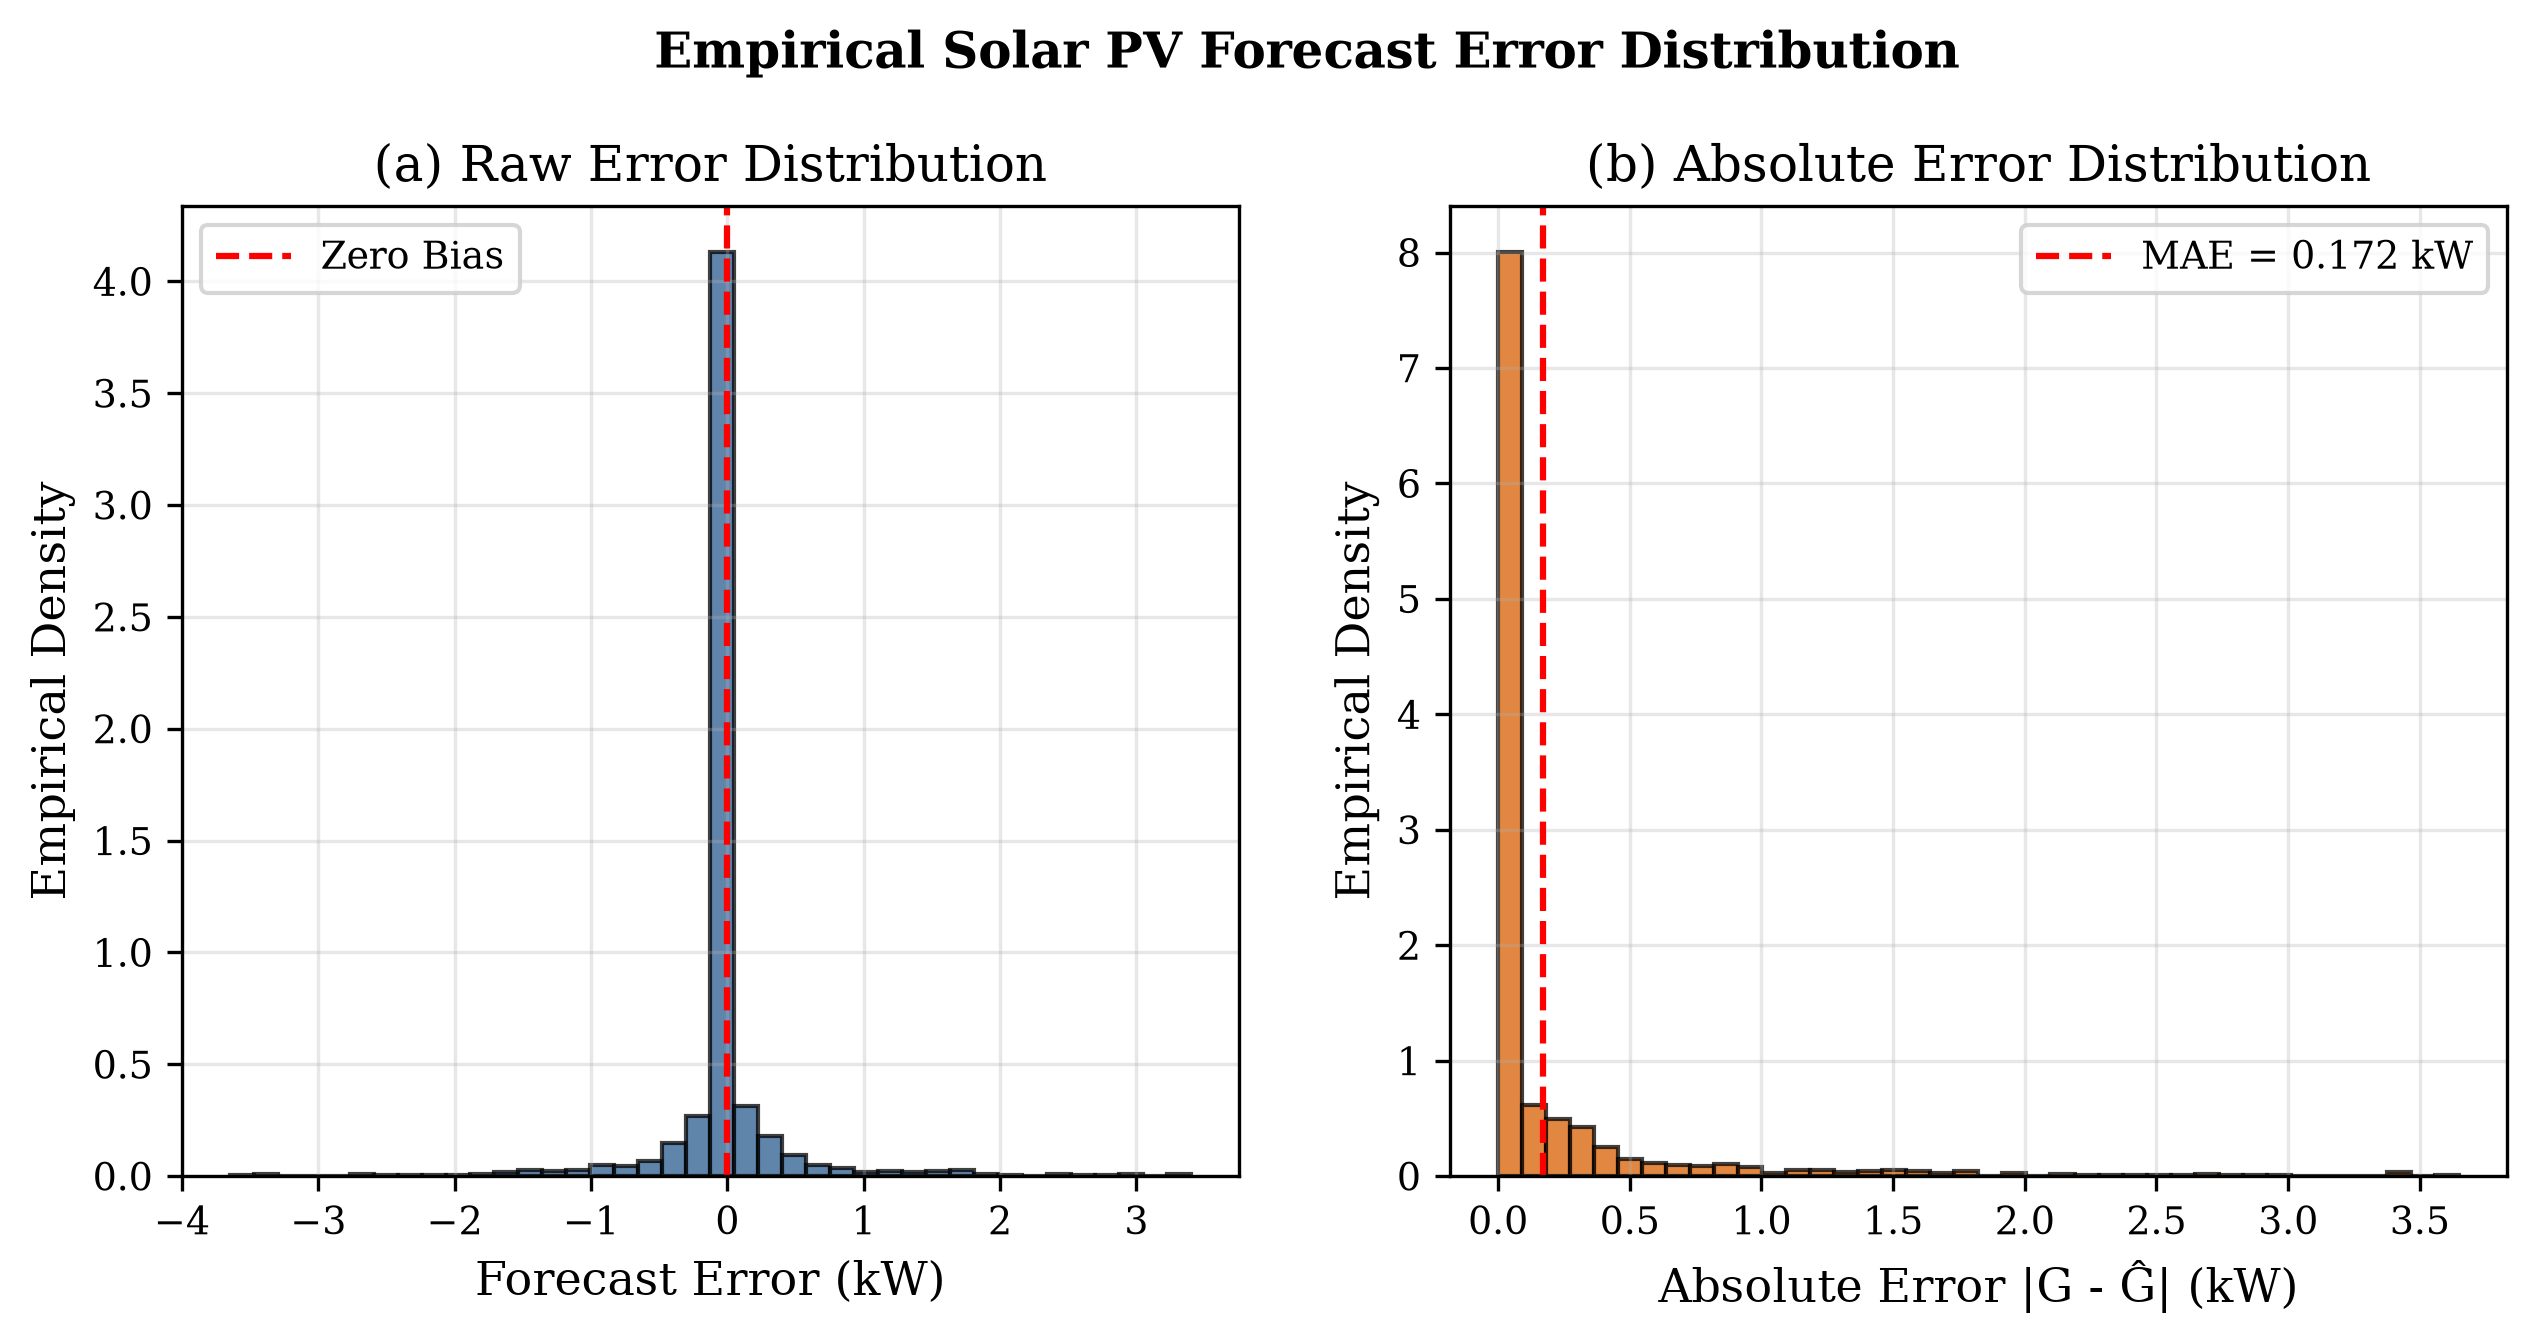 Empirical Solar PV Forecast Error Distribution
(a) Raw Error Distribution
Zero Bias
4.0
3.5
3.0
2.5
2.0
1.5
1.0
0.5
0.0
Empirical Density
−4 −3 −2 −1 0 1 2 3
Forecast Error (kW)
(b) Absolute Error Distribution
MAE = 0.172 kW
8
7
6
5
4
3
2
1
0
Empirical Density
0.0 0.5 1.0 1.5 2.0 2.5 3.0 3.5
Absolute Error |G - Ĝ| (kW)